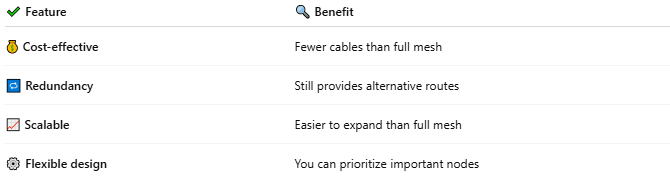 ✔ Feature 🔍 Benefit
💰 Cost-effective Fewer cables than full mesh
🔁 Redundancy Still provides alternative routes
📈 Scalable Easier to expand than full mesh
⚙ Flexible design You can prioritize important nodes